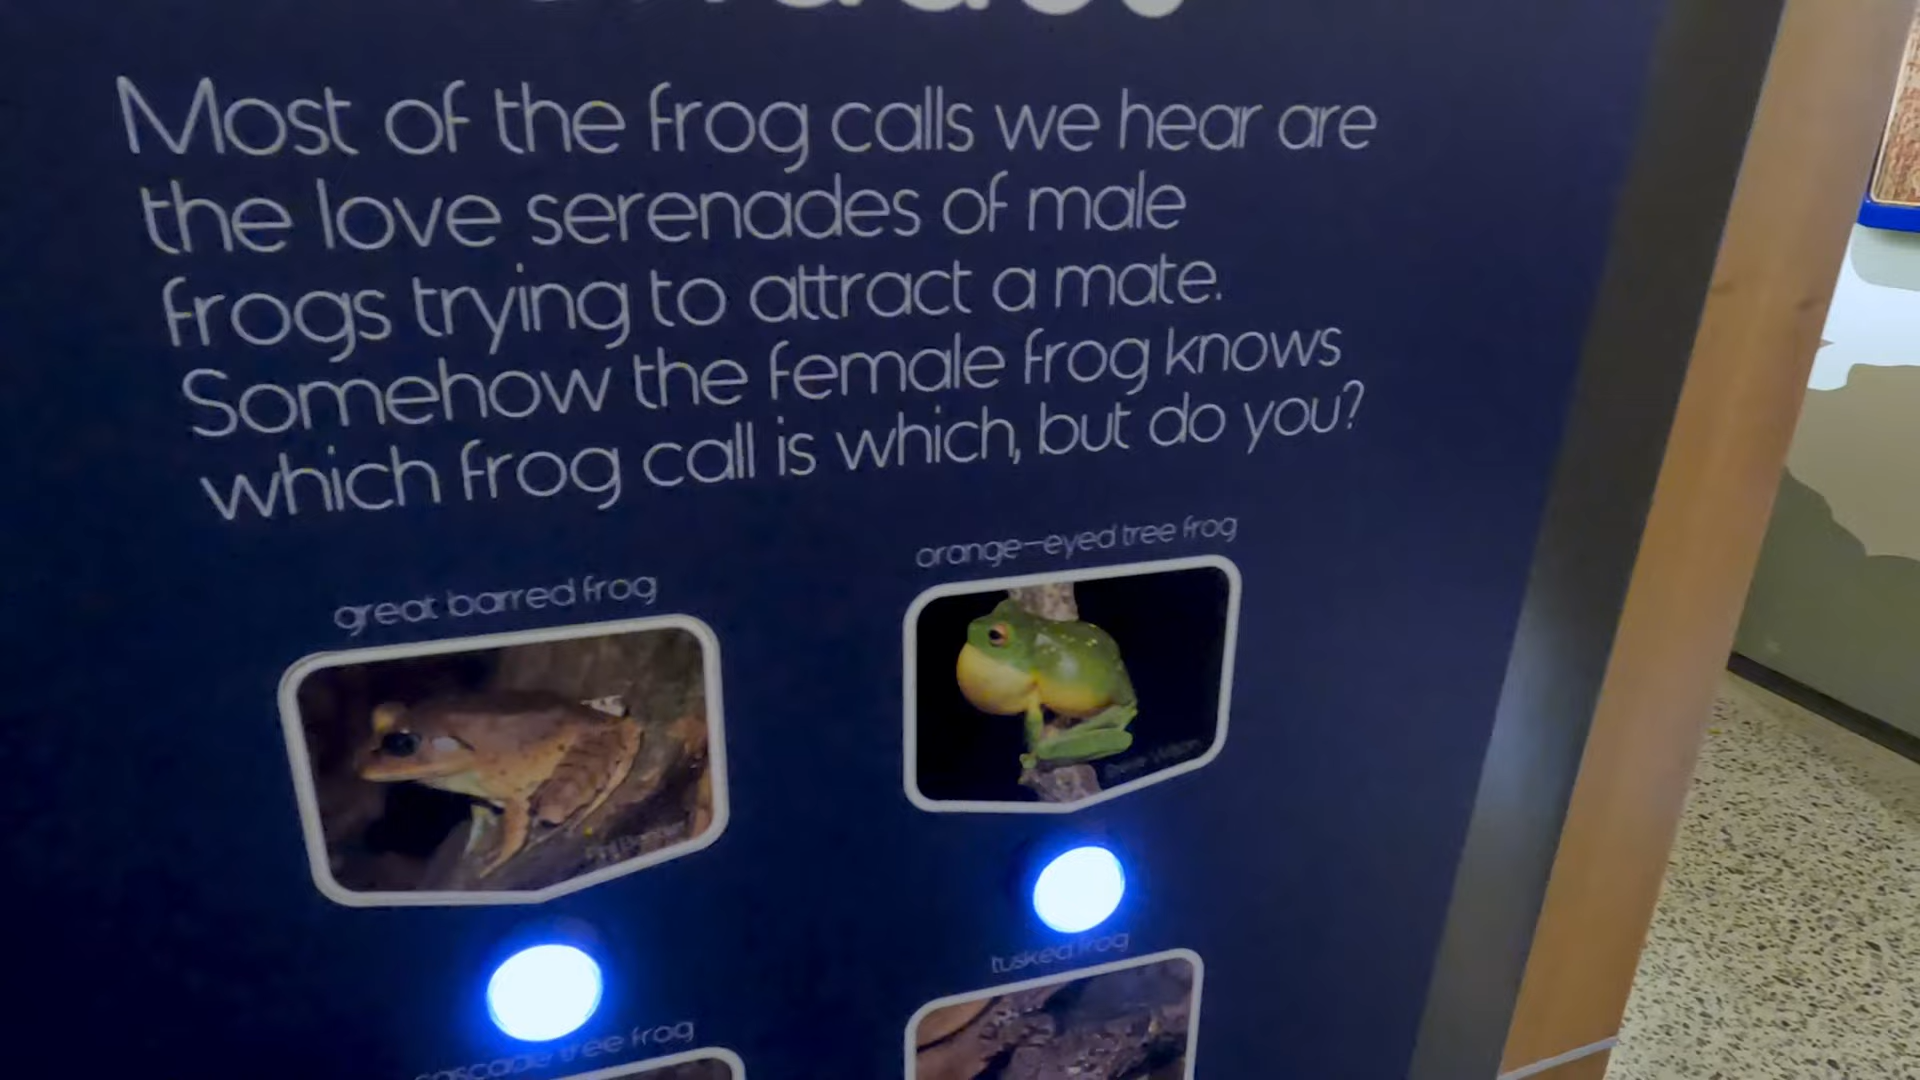 Most of the frog calls we hear are
the love serenades of male
frogs trying to attract a mate.
Somehow the female frog knows
which frog call is which, but do you?
great barred frog
orange-eyed tree frog
tusked frog
cascade tree frog